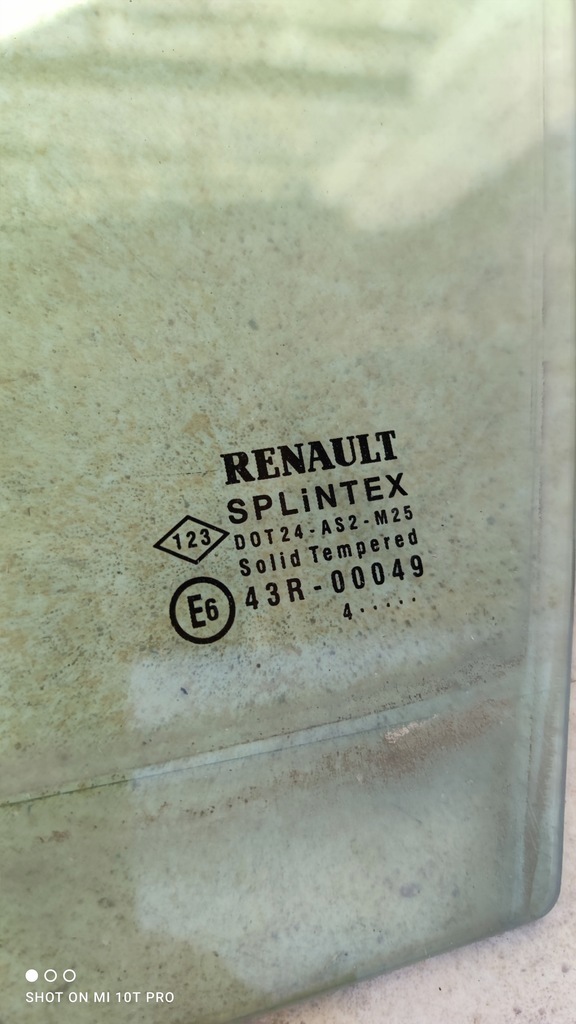 RENAULT
SPLiNTEX
123
DOT24-AS2-M25
Solid Tempered
E6
43R-00049
4.....
SHOT ON MI 10T PRO